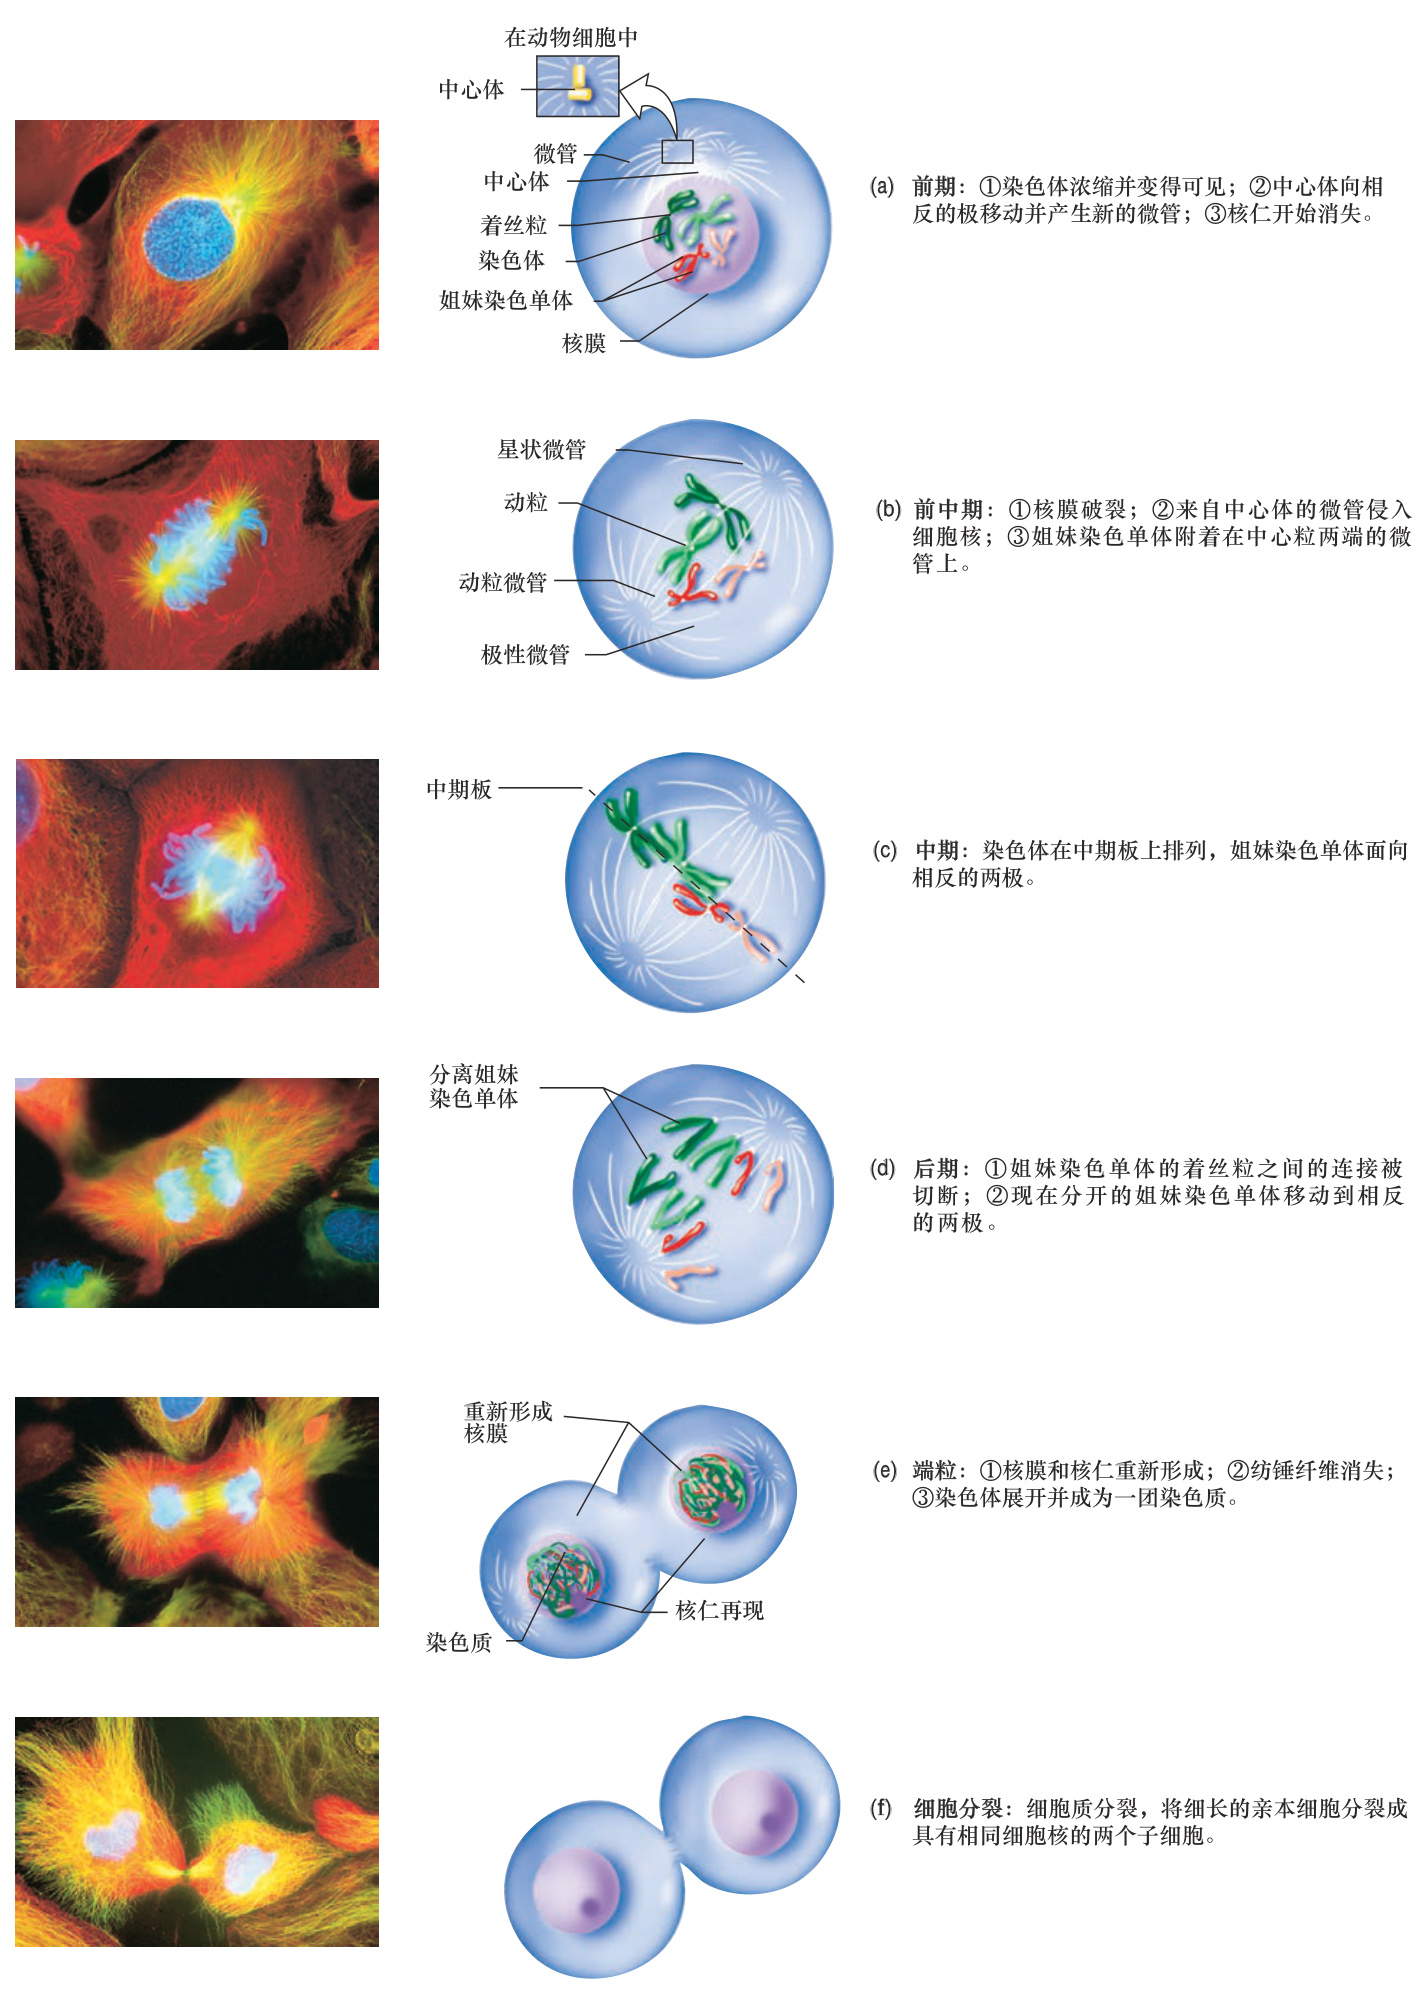 在动物细胞中
中心体
微管
中心体
着丝粒
染色体
姐妹染色单体
核膜
(a) 前期：①染色体浓缩并变得可见；②中心体向相
反的极移动并产生新的微管；③核仁开始消失。
星状微管
动粒
动粒微管
极性微管
(b) 前中期：①核膜破裂；②来自中心体的微管侵入
细胞核；③姐妹染色单体附着在中心粒两端的微
管上。
中期板
(c) 中期：染色体在中期板上排列，姐妹染色单体面向
相反的两极。
分离姐妹
染色单体
(d) 后期：①姐妹染色单体的着丝粒之间的连接被
切断；②现在分开的姐妹染色单体移动到相反
的两极。
重新形成
核膜
核仁再现
染色质
(e) 端粒：①核膜和核仁重新形成；②纺锤纤维消失；
③染色体展开并成为一团染色质。
(f) 细胞分裂：细胞质分裂，将细长的亲本细胞分裂成
具有相同细胞核的两个子细胞。